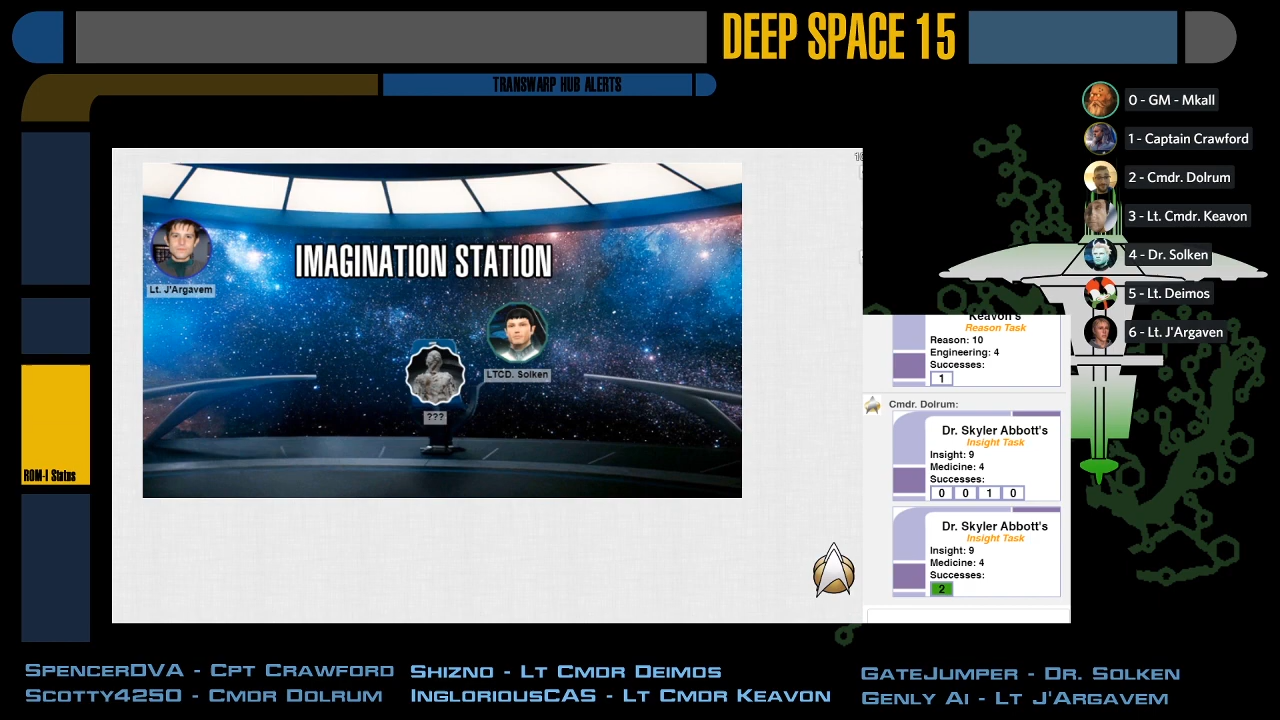 DEEP SPACE 15
TRANSWARP HUB ALERTS
0 - GM - Mkall
1 - Captain Crawford
2 - Cmdr. Dolrum
3 - Lt. Cmdr. Keavon
4 - Dr. Solken
5 - Lt. Deimos
6 - Lt. J'Argaven
IMAGINATION STATION
Lt. J'Argavem
LTCD. Solken
???
Keavon's
Reason Task
Reason: 10
Engineering: 4
Successes:
1
Cmdr. Dolrum:
Dr. Skyler Abbott's
Insight Task
Insight: 9
Medicine: 4
Successes:
0 0 1 0
Dr. Skyler Abbott's
Insight Task
Insight: 9
Medicine: 4
Successes:
2
ROM-I Status
SpencerDVA - Cpt Crawford
Shizno - Lt Cmdr Deimos
GateJumper - Dr. Solken
Scotty4250 - Cmdr Dolrum
IngloriousCAS - Lt Cmdr Keavon
Genly Ai - Lt J'Argavem